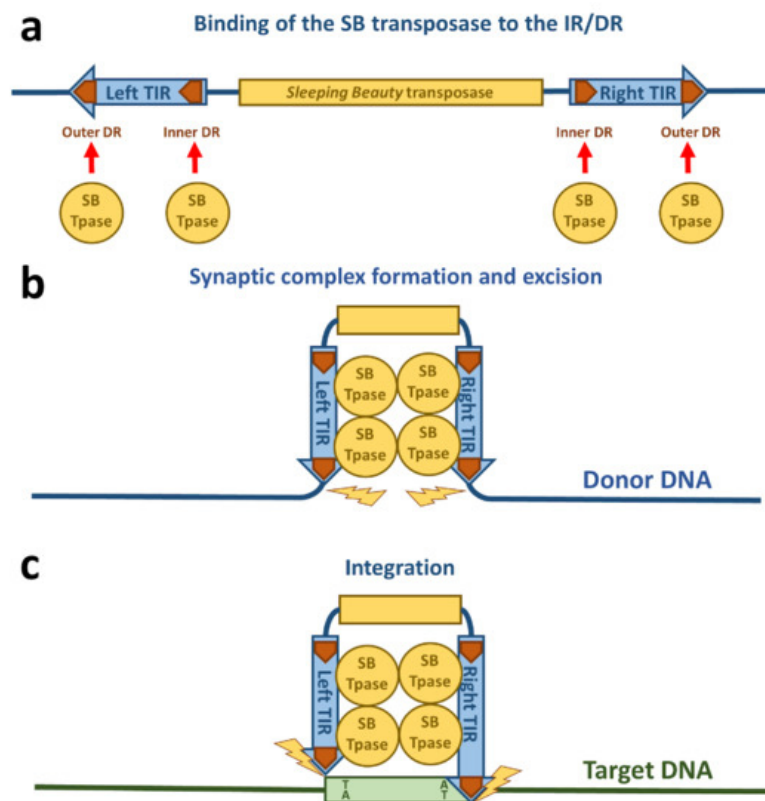 a
Binding of the SB transposase to the IR/DR
Left TIR
Sleeping Beauty transposase
Right TIR
Outer DR
Inner DR
Inner DR
Outer DR
SB
Tpase
SB
Tpase
SB
Tpase
SB
Tpase
b
Synaptic complex formation and excision
Left TIR
SB
Tpase
SB
Tpase
Right TIR
SB
Tpase
SB
Tpase
Donor DNA
c
Integration
Left TIR
SB
Tpase
SB
Tpase
Right TIR
SB
Tpase
SB
Tpase
T
A
A
T
Target DNA